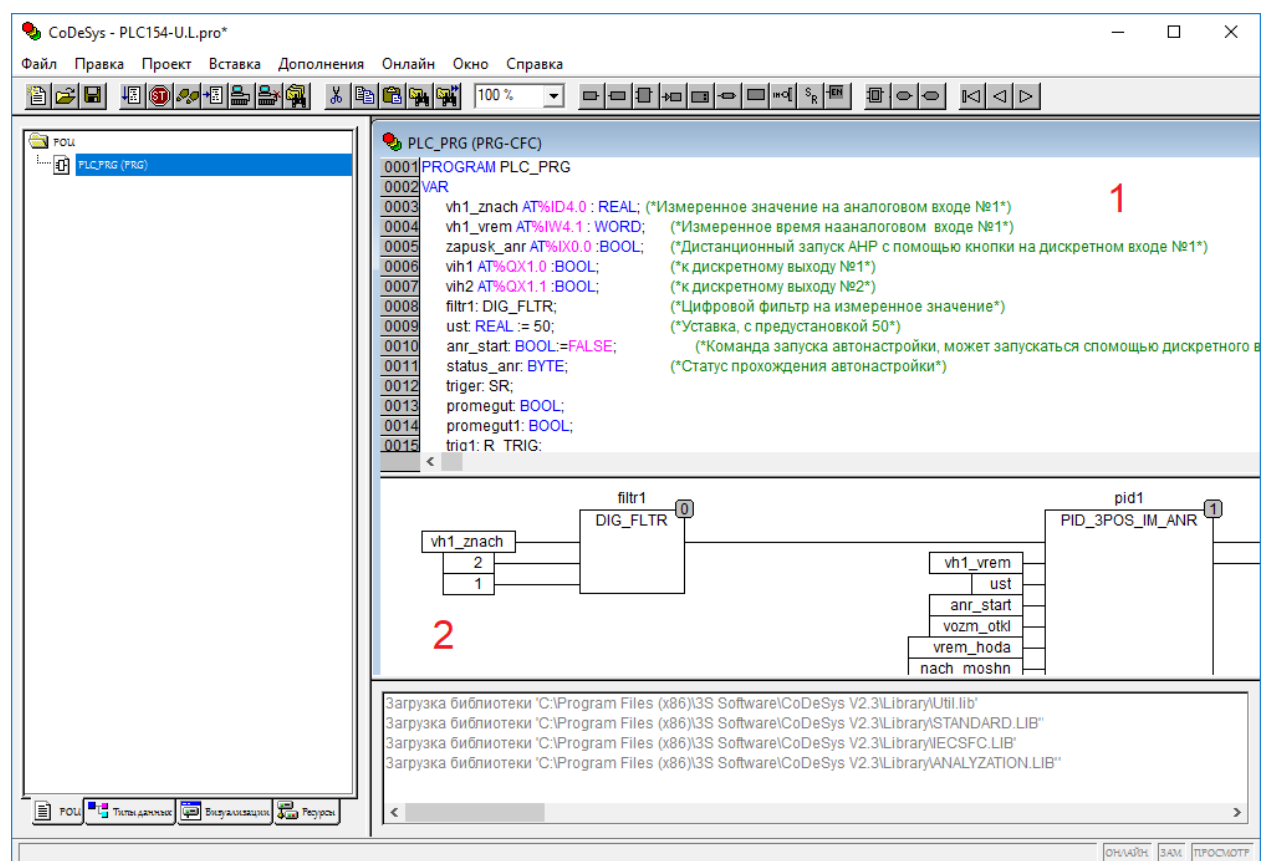 CoDeSys - PLC154-U.L.pro*
Файл Правка Проект Вставка Дополнения Онлайн Окно Справка
100 %
POU
PLC_PRG (PRG)
PLC_PRG (PRG-CFC)
0001 PROGRAM PLC_PRG
0002 VAR
0003 vh1_znach AT%ID4.0 : REAL; (*Измеренное значение на аналоговом входе №1*)
0004 vh1_vrem AT%IW4.1 : WORD; (*Измеренное время нааналоговом входе №1*)
0005 zapusk_anr AT%IX0.0 :BOOL; (*Дистанционный запуск АНР с помощью кнопки на дискретном входе №1*)
0006 vih1 AT%QX1.0 :BOOL; (*к дискретному выходу №1*)
0007 vih2 AT%QX1.1 :BOOL; (*к дискретному выходу №2*)
0008 filtr1: DIG_FLTR; (*Цифровой фильтр на измеренное значение*)
0009 ust: REAL := 50; (*Уставка, с предустановкой 50*)
0010 anr_start: BOOL:=FALSE; (*Команда запуска автонастройки, может запускаться спомощью дискретного в
0011 status_anr: BYTE; (*Статус прохождения автонастройки*)
0012 triger: SR;
0013 promegut: BOOL;
0014 promegut1: BOOL;
0015 trig1: R_TRIG;
1
filtr1
0
DIG_FLTR
vh1_znach
2
1
pid1
1
PID_3POS_IM_ANR
vh1_vrem
ust
anr_start
vozm_otkl
vrem_hoda
nach_moshn
2
Загрузка библиотеки 'C:\Program Files (x86)\3S Software\CoDeSys V2.3\Library\Util.lib'
Загрузка библиотеки 'C:\Program Files (x86)\3S Software\CoDeSys V2.3\Library\STANDARD.LIB''
Загрузка библиотеки 'C:\Program Files (x86)\3S Software\CoDeSys V2.3\Library\IECSFC.LIB'
Загрузка библиотеки 'C:\Program Files (x86)\3S Software\CoDeSys V2.3\Library\ANALYZATION.LIB''
POU Типы данных Визуализации Ресурсы
ОНЛАЙН ЗАМ ПРОСМОТР